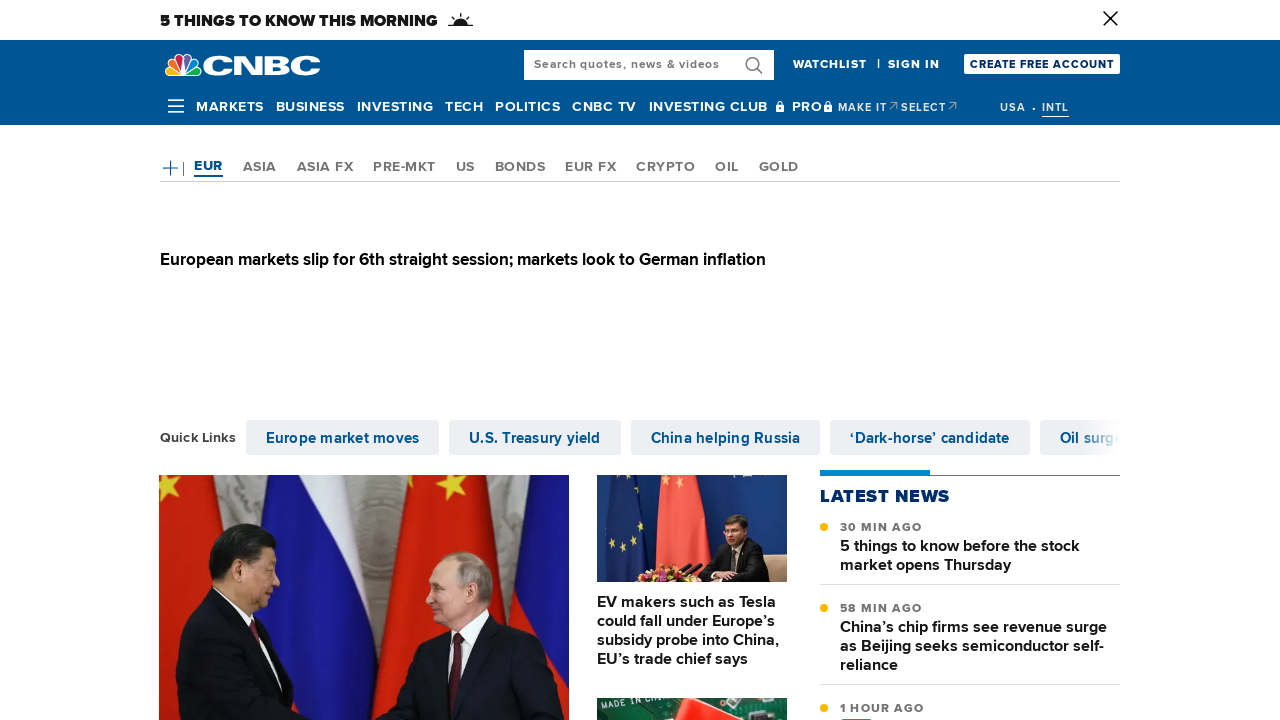 5 THINGS TO KNOW THIS MORNING
CNBC
Search quotes, news & videos
WATCHLIST | SIGN IN
CREATE FREE ACCOUNT
MARKETS BUSINESS INVESTING TECH POLITICS CNBC TV INVESTING CLUB PRO MAKE IT SELECT USA • INTL
EUR ASIA ASIA FX PRE-MKT US BONDS EUR FX CRYPTO OIL GOLD
European markets slip for 6th straight session; markets look to German inflation
Quick Links Europe market moves U.S. Treasury yield China helping Russia ‘Dark-horse’ candidate Oil surge
EV makers such as Tesla
could fall under Europe’s
subsidy probe into China,
EU’s trade chief says
MADE IN CHINA
LATEST NEWS
30 MIN AGO
5 things to know before the stock
market opens Thursday
58 MIN AGO
China’s chip firms see revenue surge
as Beijing seeks semiconductor self-
reliance
1 HOUR AGO